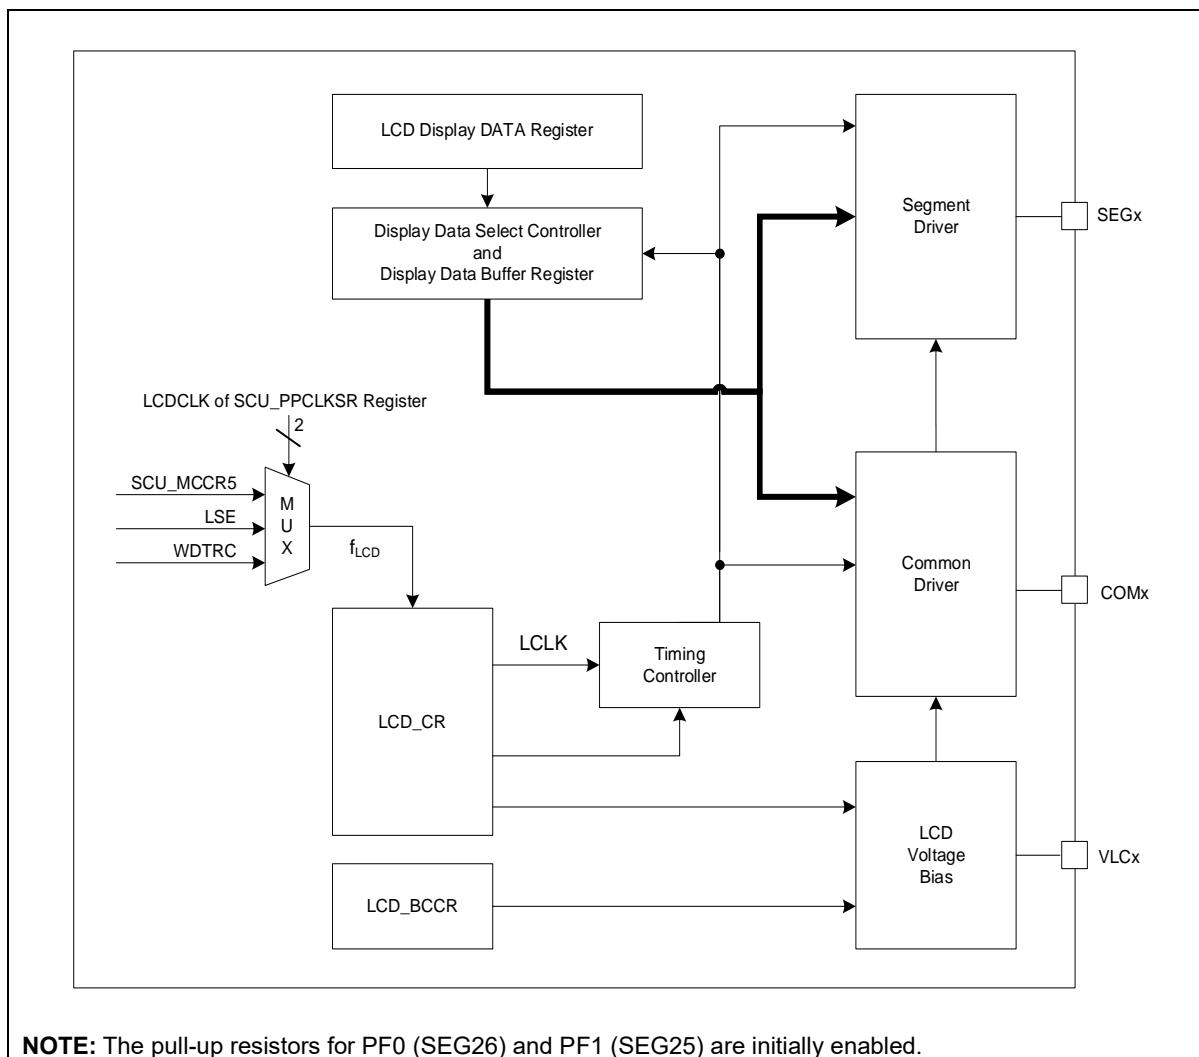 LCD Display DATA Register
Display Data Select Controller
and
Display Data Buffer Register
Segment
Driver
SEGx
LCDCLK of SCU_PPCLKSR Register
2
SCU_MCCR5
LSE
WDTRC
M
U
X
fLCD
Common
Driver
COMx
LCLK
Timing
Controller
LCD_CR
LCD
Voltage
Bias
VLCx
LCD_BCCR
NOTE: The pull-up resistors for PF0 (SEG26) and PF1 (SEG25) are initially enabled.